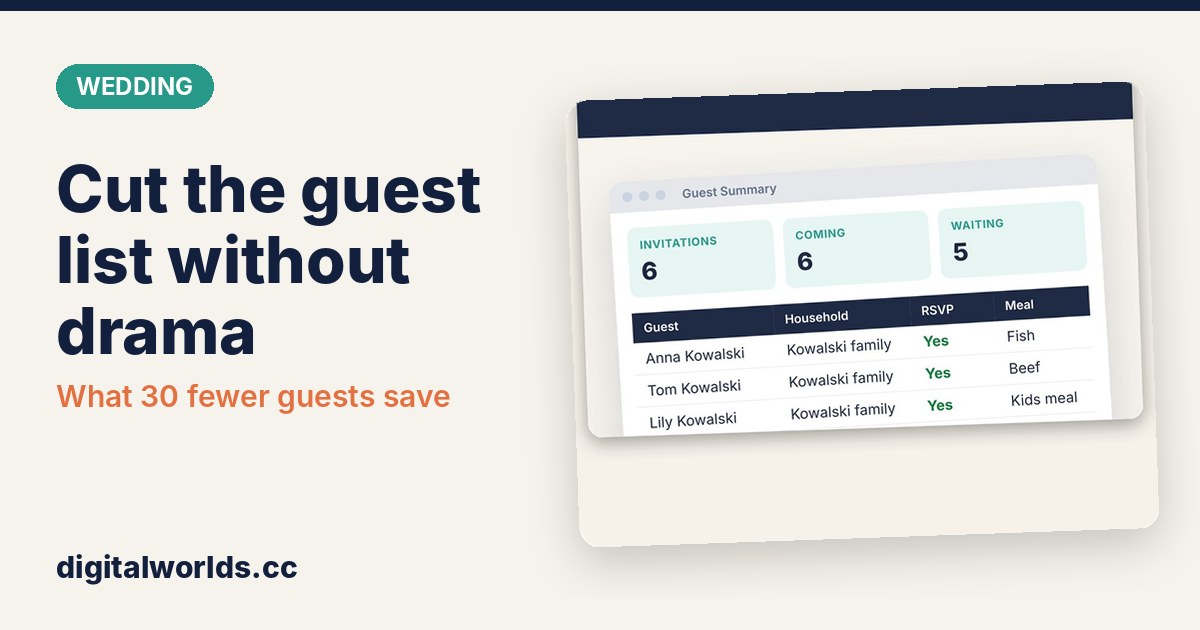 WEDDING
Cut the guest
list without
drama
What 30 fewer guests save
digitalworlds.cc
Guest Summary
INVITATIONS COMING WAITING
6 6 5
Guest Household RSVP Meal
Anna Kowalski Kowalski family Yes Fish
Tom Kowalski Kowalski family Yes Beef
Lily Kowalski Kowalski family Yes Kids meal